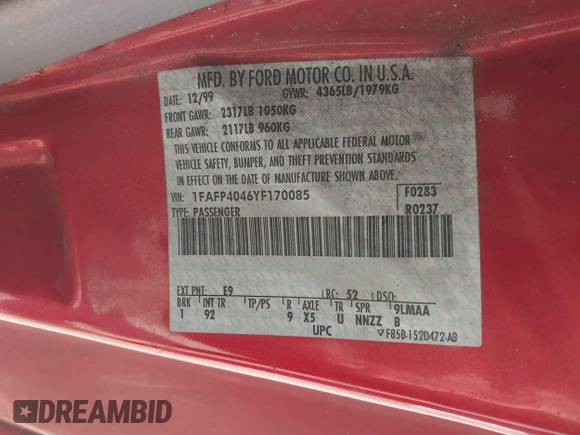 MFD. BY FORD MOTOR CO. IN U.S.A.
DATE: 12/99 GVWR: 4365LB/1979KG
FRONT GAWR: 2317LB 1050KG
REAR GAWR: 2117LB 960KG
THIS VEHICLE CONFORMS TO ALL APPLICABLE FEDERAL MOTOR
VEHICLE SAFETY, BUMPER, AND THEFT PREVENTION STANDARDS
IN EFFECT ON THE DATE OF MANUFACTURE SHOWN ABOVE.
VIN: 1FAFP4046YF170085 F0283
TYPE: PASSENGER R0237
EXT PNT: E9 RC: 52 DSO:
BRK INT TR TP/PS R AXLE TR SPR 9LMAA
1 92 9 X5 U NNZZ B
UPC ▽F85B-1520472-AB
DREAMBID